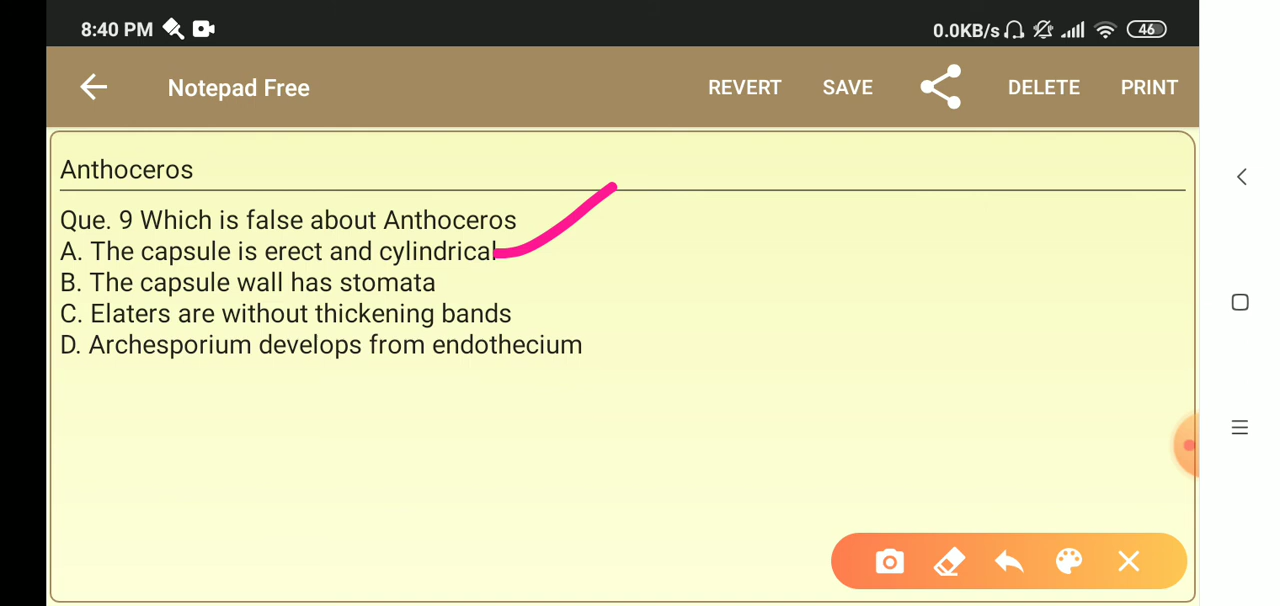 8:40 PM 0.0KB/s 46
Notepad Free REVERT SAVE DELETE PRINT
Anthoceros
Que. 9 Which is false about Anthoceros
A. The capsule is erect and cylindrical
B. The capsule wall has stomata
C. Elaters are without thickening bands
D. Archesporium develops from endothecium